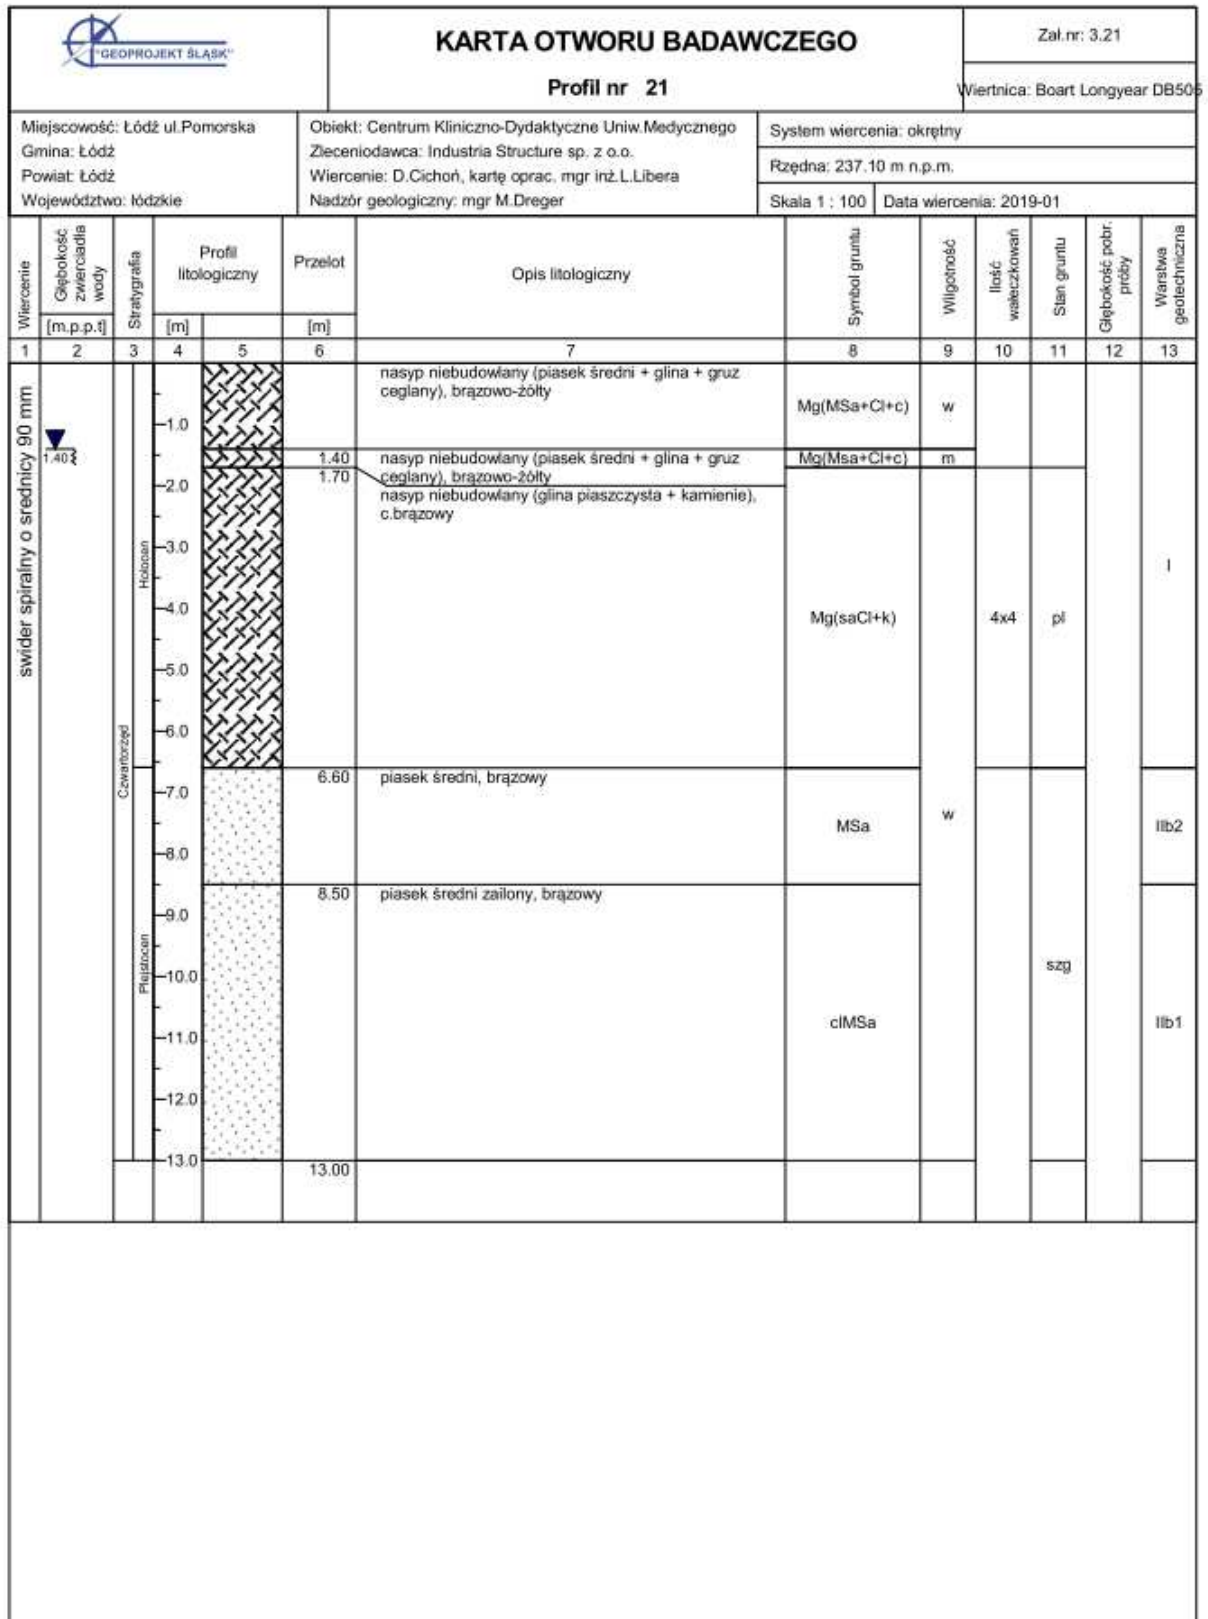 "GEOPROJEKT ŚLĄSK"
KARTA OTWORU BADAWCZEGO
Profil nr 21
Zał.nr: 3.21
Wiertnica: Boart Longyear DB505
Miejscowość: Łódź ul.Pomorska
Gmina: Łódź
Powiat: Łódź
Województwo: łódzkie
Obiekt: Centrum Kliniczno-Dydaktyczne Uniw.Medycznego
Zleceniodawca: Industria Structure sp. z o.o.
Wiercenie: D.Cichoń, kartę oprac. mgr inż.L.Libera
Nadzór geologiczny: mgr M.Dreger
System wiercenia: okrętny
Rzędna: 237.10 m n.p.m.
Skala 1 : 100
Data wiercenia: 2019-01
Wiercenie
Głębokość
zwierciadła
wody
[m.p.p.t]
Stratygrafia
Profil
litologiczny
[m]
Przelot
[m]
Opis litologiczny
Symbol gruntu
Wilgotność
Ilość
wałeczkowań
Stan gruntu
Głębokość pobr.
próby
Warstwa
geotechniczna
1 2 3 4 5 6 7 8 9 10 11 12 13
swider spiralny o srednicy 90 mm
1.40
Czwartorzęd
Holocen
Plejstocen
1.0
2.0
3.0
4.0
5.0
6.0
7.0
8.0
9.0
10.0
11.0
12.0
13.0
nasyp niebudowlany (piasek średni + glina + gruz
ceglany), brązowo-żółty
Mg(MSa+Cl+c) w
1.40 nasyp niebudowlany (piasek średni + glina + gruz
ceglany), brązowo-żółty
Mg(Msa+Cl+c) m
1.70
nasyp niebudowlany (glina piaszczysta + kamienie),
c.brązowy
Mg(saCl+k) 4x4 pl I
6.60 piasek średni, brązowy
MSa w IIb2
8.50 piasek średni zailony, brązowy
szg
clMSa IIb1
13.00